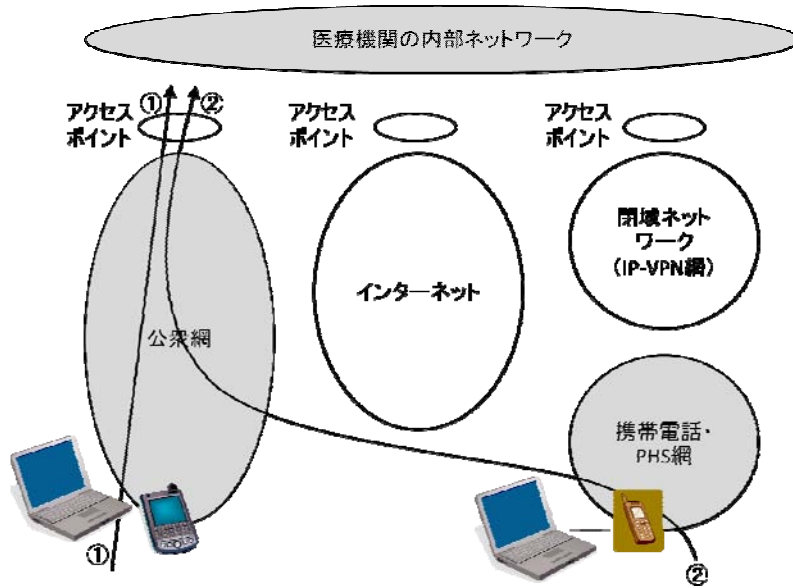 医療機関の内部ネットワーク
①
②
アクセス
ポイント
アクセス
ポイント
アクセス
ポイント
閉域ネット
ワーク
(IP-VPN網)
インターネット
公衆網
携帯電話・
PHS網
①
②